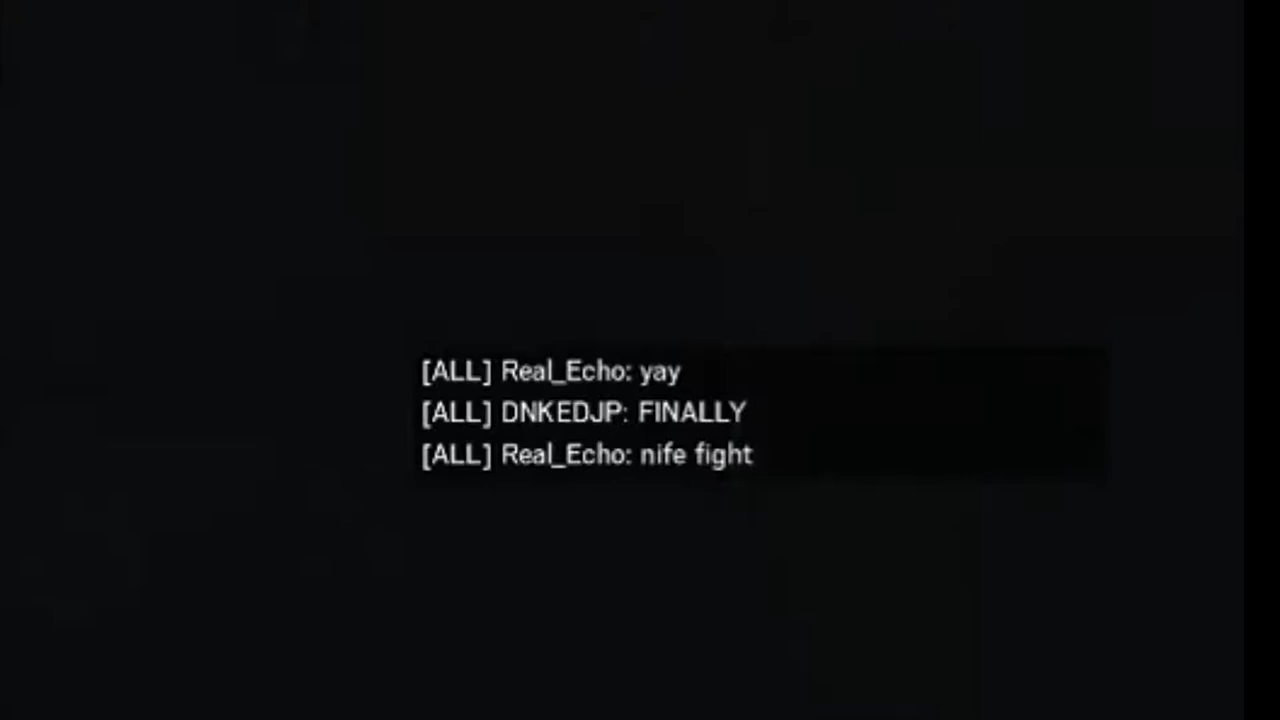 [ALL] Real_Echo: yay
[ALL] DNKEDJP: FINALLY
[ALL] Real_Echo: nife fight